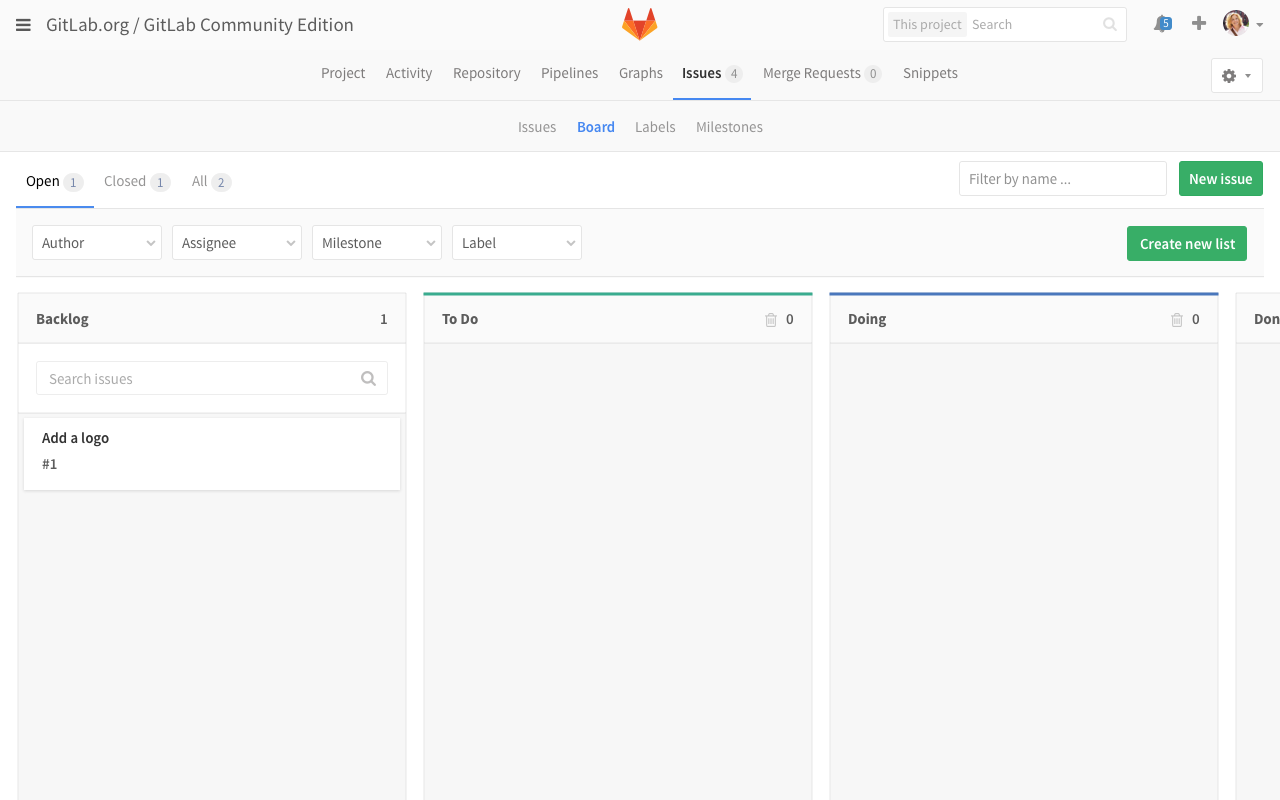 GitLab.org / GitLab Community Edition
This project Search
5
Project Activity Repository Pipelines Graphs Issues 4 Merge Requests 0 Snippets
Issues Board Labels Milestones
Open 1 Closed 1 All 2
Filter by name ...
New issue
Author Assignee Milestone Label
Create new list
Backlog 1
To Do 0
Doing 0
Don
Search issues
Add a logo
#1